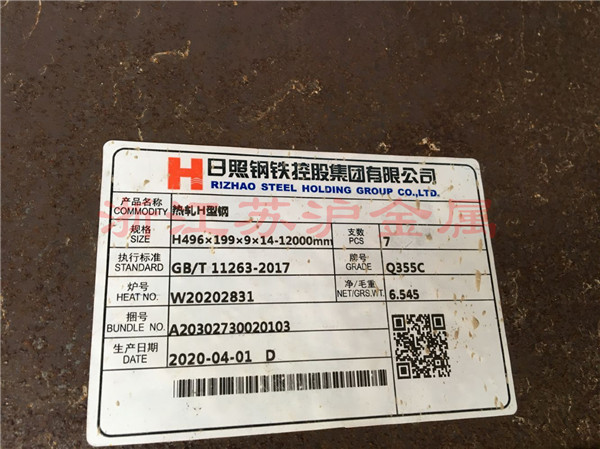 H日照钢铁控股集团有限公司
RIZHAO STEEL HOLDING GROUP CO.,LTD.
产品名称 热轧H型钢
COMMODITY
规格 H496×199×9×14-12000mm 支数 7
SIZE PCS
执行标准 GB/T 11263-2017 牌号 Q355C
STANDARD GRADE
炉号 W20202831 净/毛重 6.545
HEAT NO. NET/GRS.WT.
捆号 A20302730020103
BUNDLE NO.
生产日期 2020-04-01 D
DATE
浙江苏沪金属